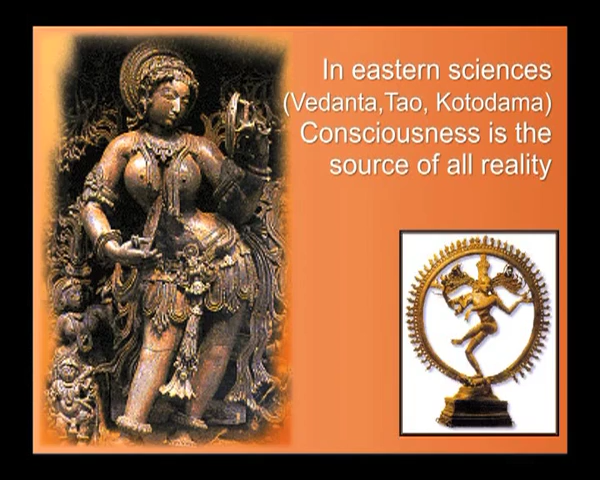 In eastern sciences
(Vedanta,Tao, Kotodama)
Consciousness is the
source of all reality